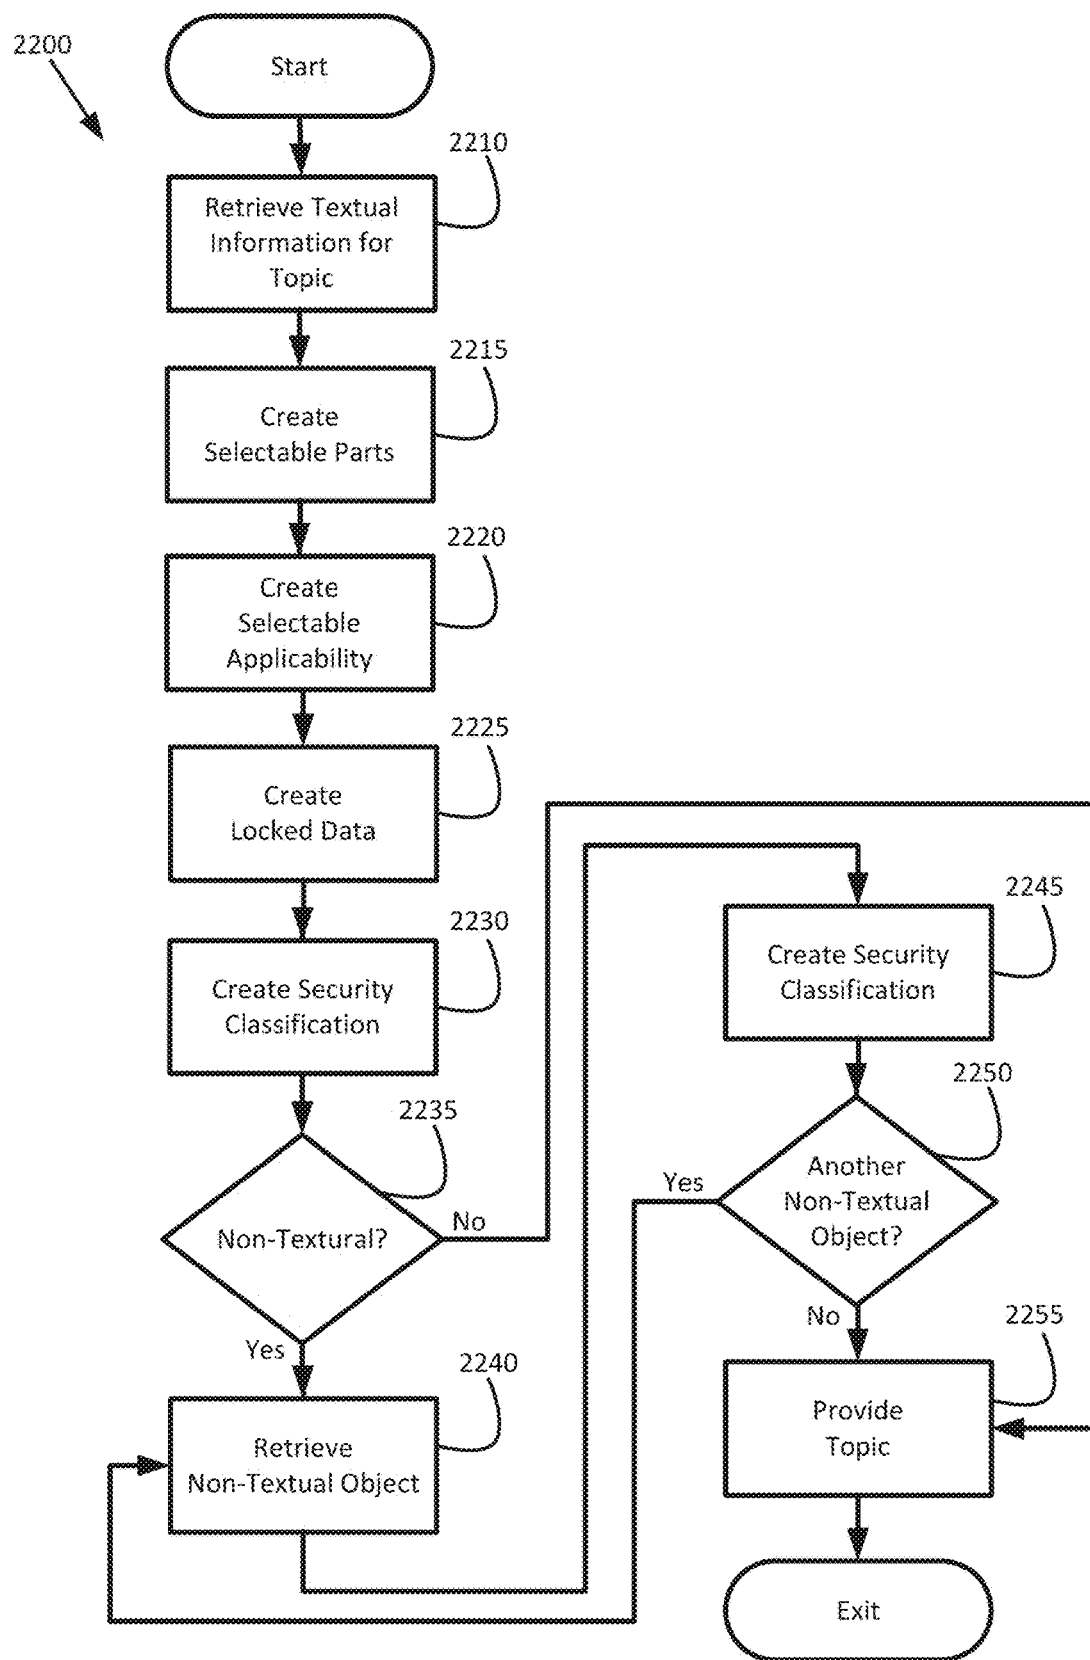 2200
Start
2210
Retrieve Textual
Information for
Topic
2215
Create
Selectable Parts
2220
Create
Selectable
Applicability
2225
Create
Locked Data
2230
Create Security
Classification
2235
Non-Textural?
No
Yes
2240
Retrieve
Non-Textual Object
2245
Create Security
Classification
2250
Another
Non-Textual
Object?
Yes
No
2255
Provide
Topic
Exit